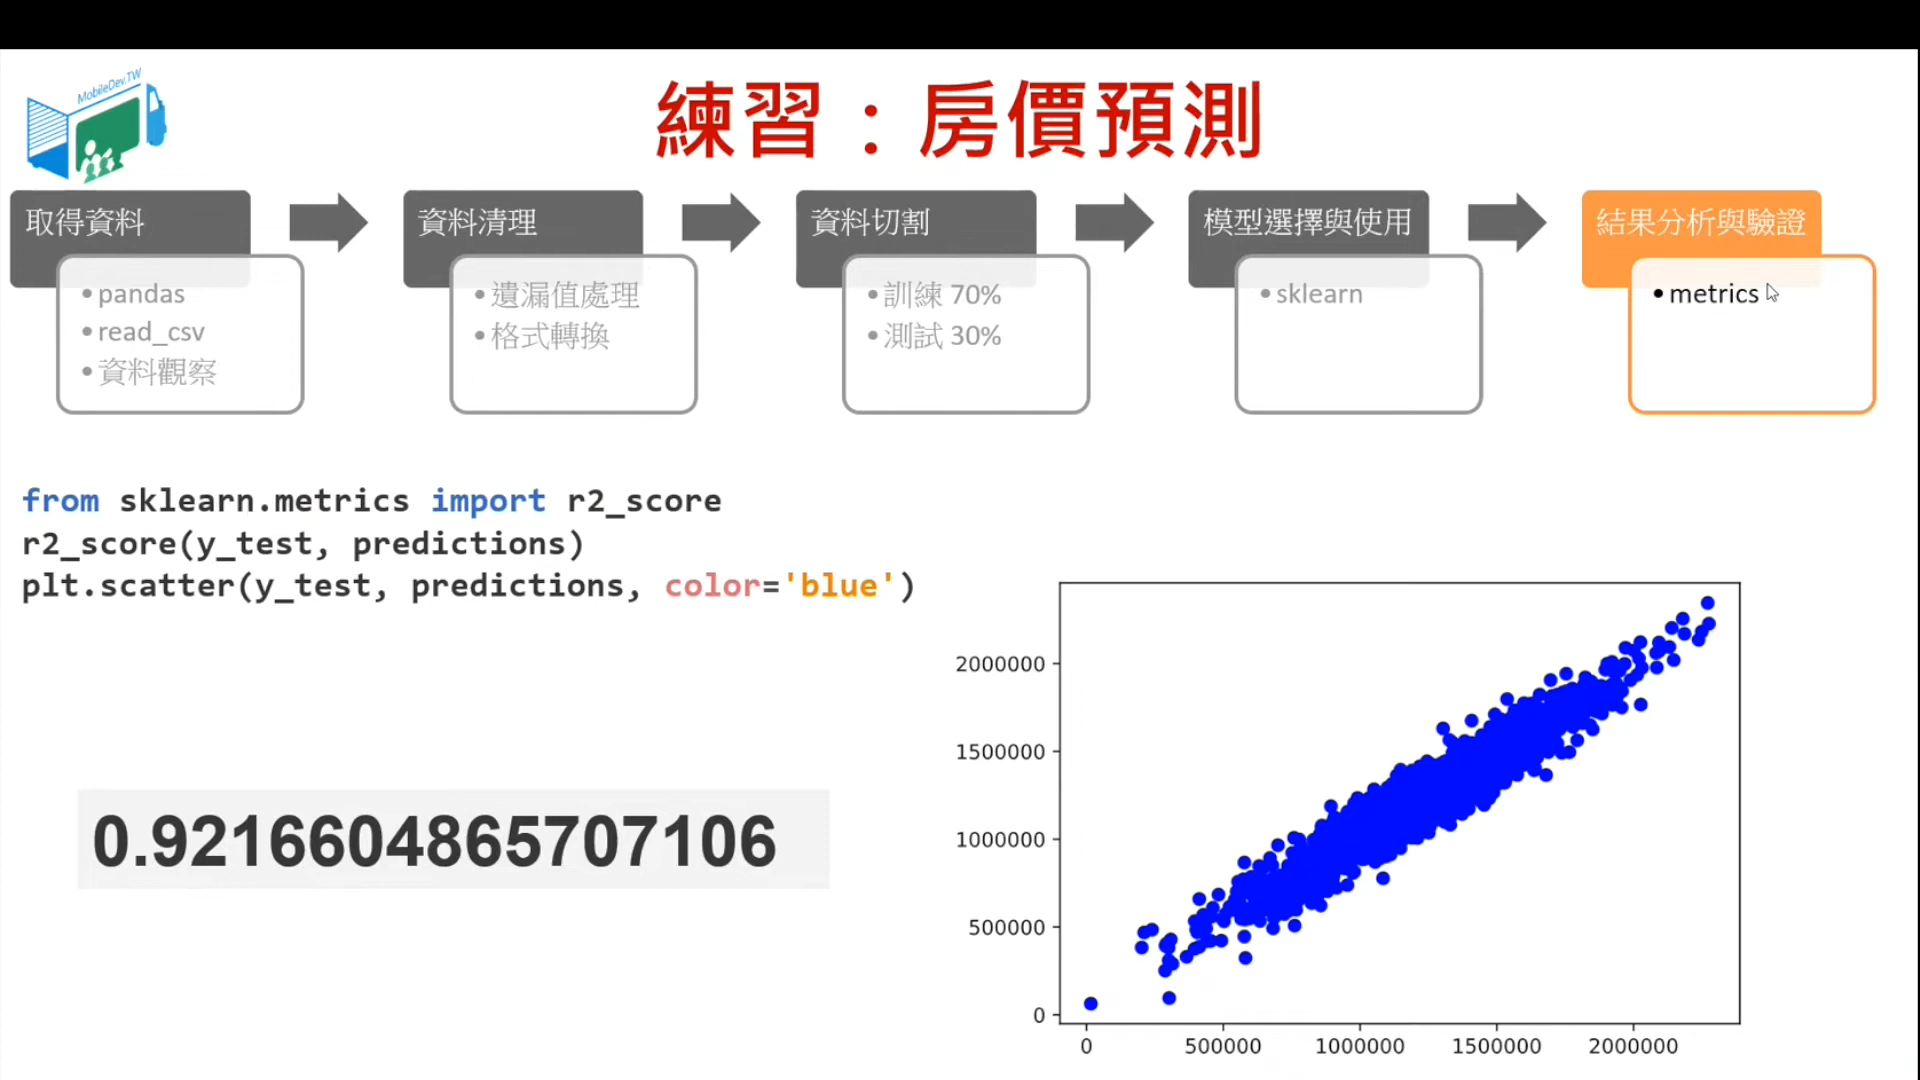 MobileDev.TW
練習：房價預測
取得資料
•pandas
•read_csv
•資料觀察
資料清理
•遺漏值處理
•格式轉換
資料切割
•訓練 70%
•測試 30%
模型選擇與使用
•sklearn
結果分析與驗證
•metrics
from sklearn.metrics import r2_score
r2_score(y_test, predictions)
plt.scatter(y_test, predictions, color='blue')
0.9216604865707106
2000000
1500000
1000000
500000
0
0 500000 1000000 1500000 2000000